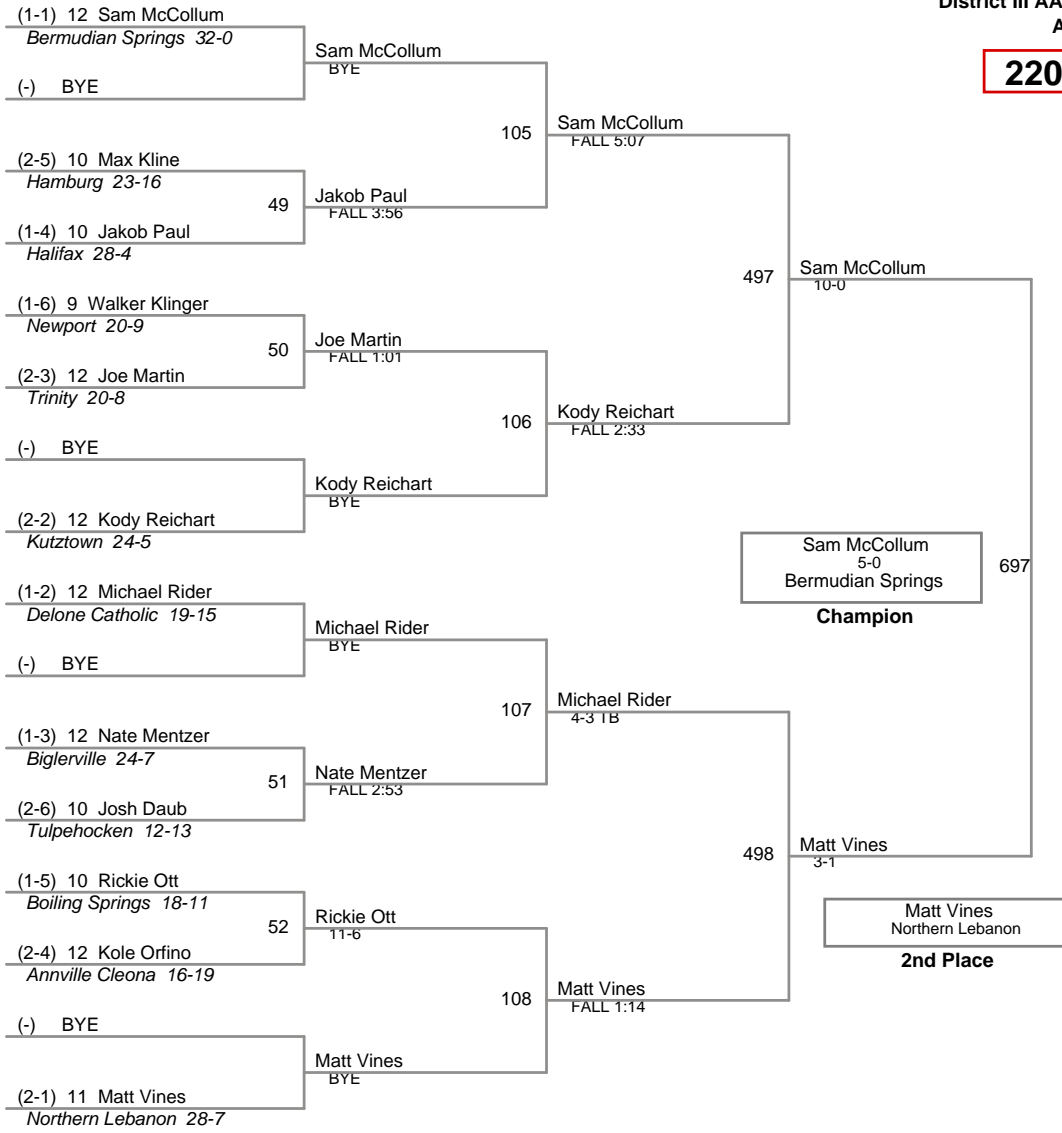 District III AA
A
220
(1-1) 12 Sam McCollum
Bermudian Springs 32-0
Sam McCollum
BYE
(-) BYE
105
Sam McCollum
FALL 5:07
(2-5) 10 Max Kline
Hamburg 23-16
49
Jakob Paul
FALL 3:56
(1-4) 10 Jakob Paul
Halifax 28-4
497
Sam McCollum
10-0
(1-6) 9 Walker Klinger
Newport 20-9
50
Joe Martin
FALL 1:01
(2-3) 12 Joe Martin
Trinity 20-8
106
Kody Reichart
FALL 2:33
(-) BYE
Kody Reichart
BYE
(2-2) 12 Kody Reichart
Kutztown 24-5
Sam McCollum
5-0
Bermudian Springs
697
Champion
(1-2) 12 Michael Rider
Delone Catholic 19-15
Michael Rider
BYE
(-) BYE
107
Michael Rider
4-3 TB
(1-3) 12 Nate Mentzer
Biglerville 24-7
51
Nate Mentzer
FALL 2:53
(2-6) 10 Josh Daub
Tulpehocken 12-13
498
Matt Vines
3-1
(1-5) 10 Rickie Ott
Boiling Springs 18-11
52
Rickie Ott
11-6
(2-4) 12 Kole Orfino
Annville Cleona 16-19
Matt Vines
Northern Lebanon
2nd Place
108
Matt Vines
FALL 1:14
(-) BYE
Matt Vines
BYE
(2-1) 11 Matt Vines
Northern Lebanon 28-7